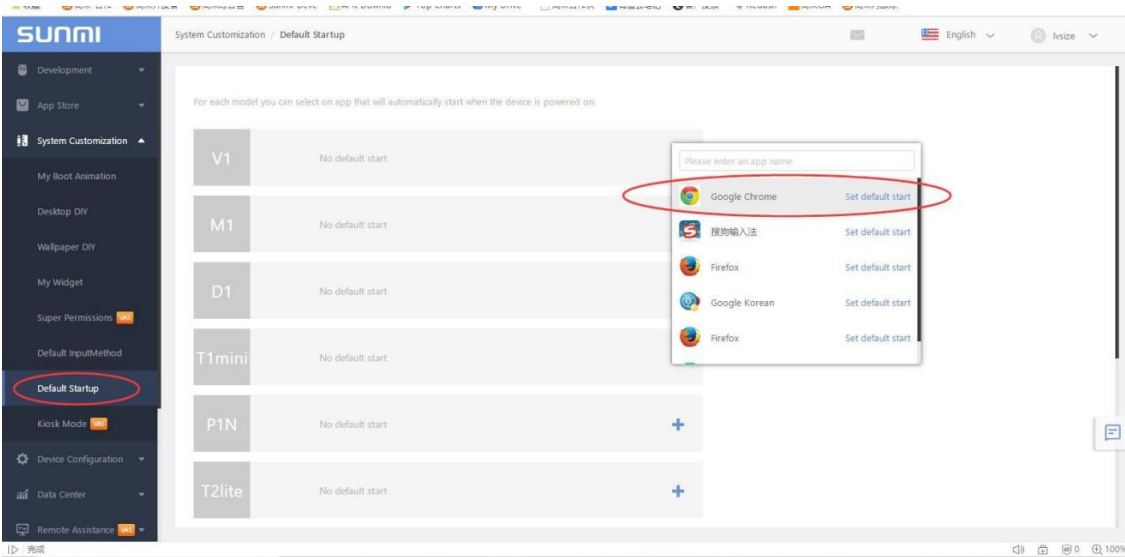 SUNMI
System Customization / Default Startup
English
lvsize
Development
App Store
System Customization
My Boot Animation
Desktop DIY
Wallpaper DIY
My Widget
Super Permissions VAS
Default InputMethod
Default Startup
Kiosk Mode VAS
Device Configuration
Data Center
Remote Assistance VAS
For each model you can select on app that will automatically start when the device is powered on.
V1 No default start
M1 No default start
D1 No default start
T1mini No default start
P1N No default start
T2lite No default start
Please enter an app name
Google Chrome Set default start
搜狗输入法 Set default start
Firefox Set default start
Google Korean Set default start
Firefox Set default start
完成
0
100%